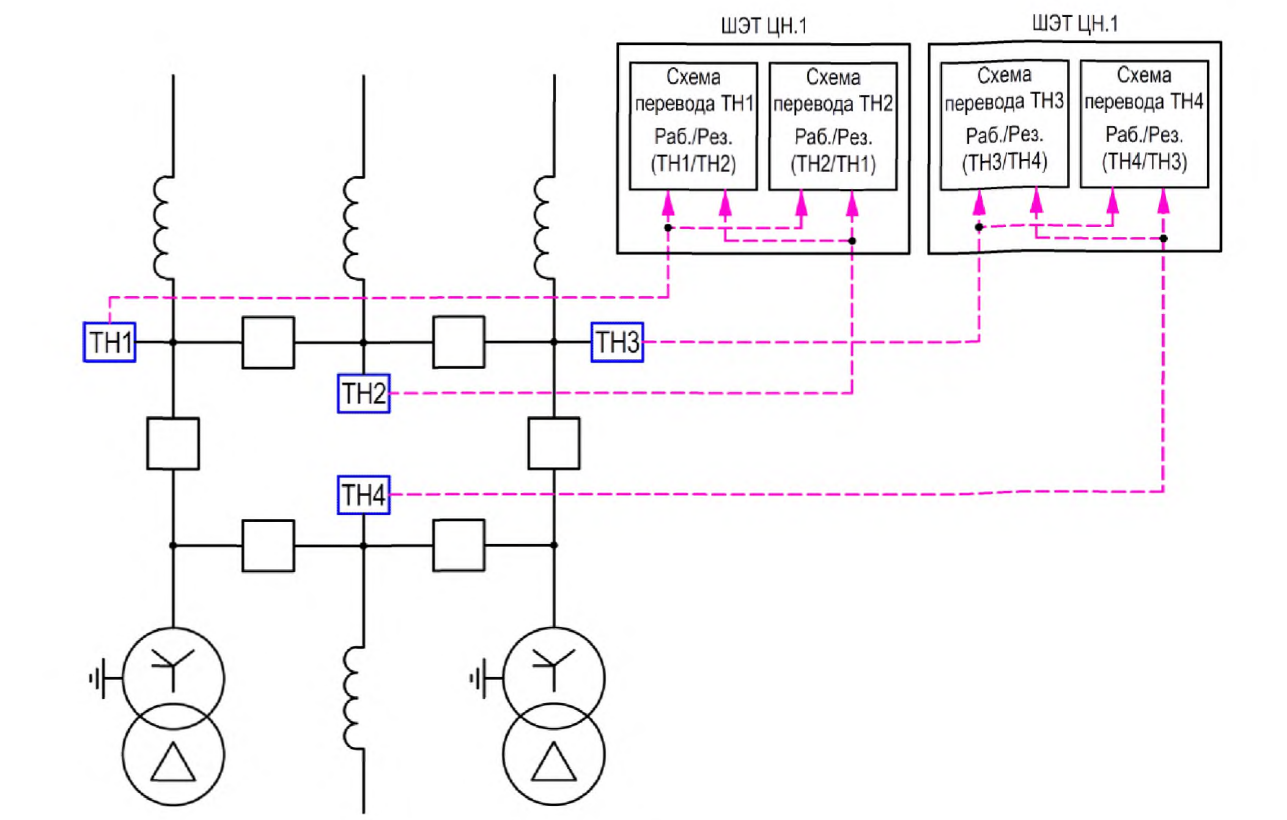 ШЭТ ЦН.1
Схема
перевода ТН1
Раб./Рез.
(ТН1/ТН2)
Схема
перевода ТН2
Раб./Рез.
(ТН2/ТН1)
ШЭТ ЦН.1
Схема
перевода ТН3
Раб./Рез.
(ТН3/ТН4)
Схема
перевода ТН4
Раб./Рез.
(ТН4/ТН3)
ТН1
ТН3
ТН2
ТН4